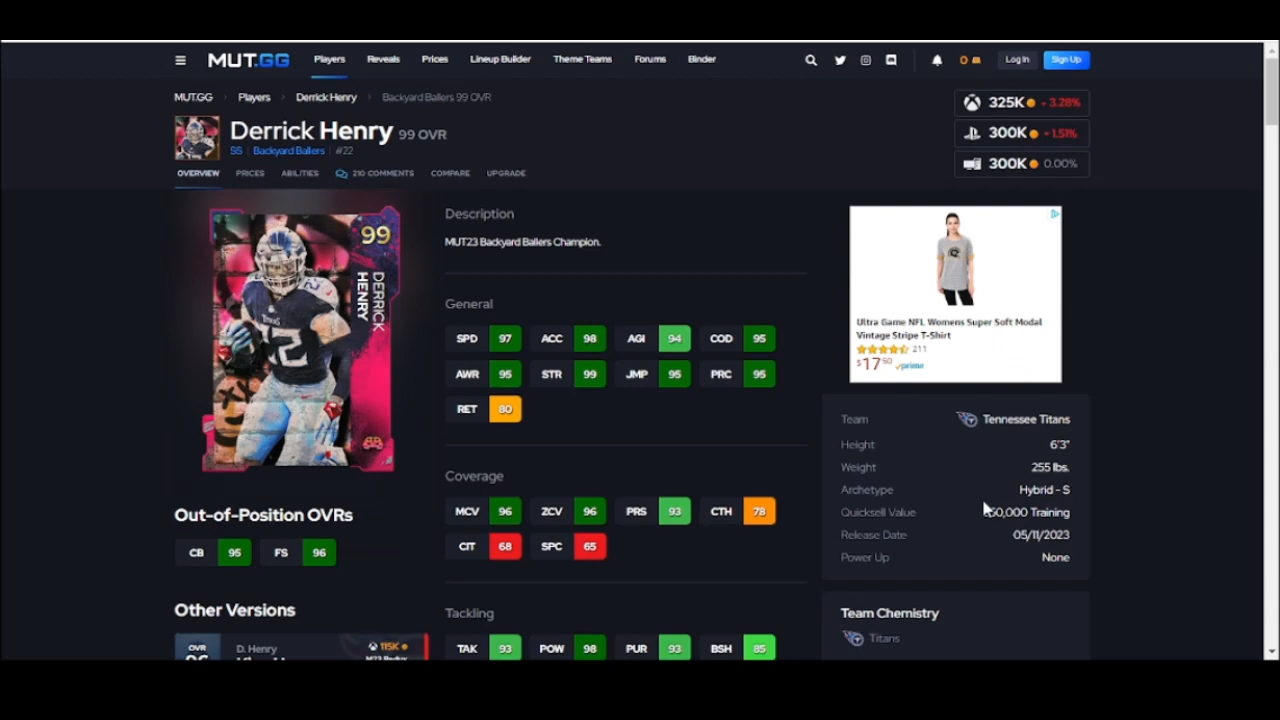 MUT.GG Players Reveals Prices Lineup Builder Theme Teams Forums Binder 0 Log In Sign Up
MUT.GG Players Derrick Henry Backyard Ballers 99 OVR
325K - 3.28%
Derrick Henry 99 OVR
SS Backyard Ballers #22
300K - 1.51%
300K 0.00%
OVERVIEW PRICES ABILITIES 210 COMMENTS COMPARE UPGRADE
99
DERRICK
HENRY
TITANS
Description
MUT23 Backyard Ballers Champion.
General
SPD 97 ACC 98 AGI 94 COD 95
AWR 95 STR 99 JMP 95 PRC 95
RET 80
Coverage
MCV 96 ZCV 96 PRS 93 CTH 78
CIT 68 SPC 65
Tackling
TAK 93 POW 98 PUR 93 BSH 85
Out-of-Position OVRs
CB 95 FS 96
Other Versions
OVR
D. Henry
115K
Ultra Game NFL Womens Super Soft Modal
Vintage Stripe T-Shirt
211
$17 50 prime
Team Tennessee Titans
Height 6'3"
Weight 255 lbs.
Archetype Hybrid - S
Quicksell Value 50,000 Training
Release Date 05/11/2023
Power Up None
Team Chemistry
Titans